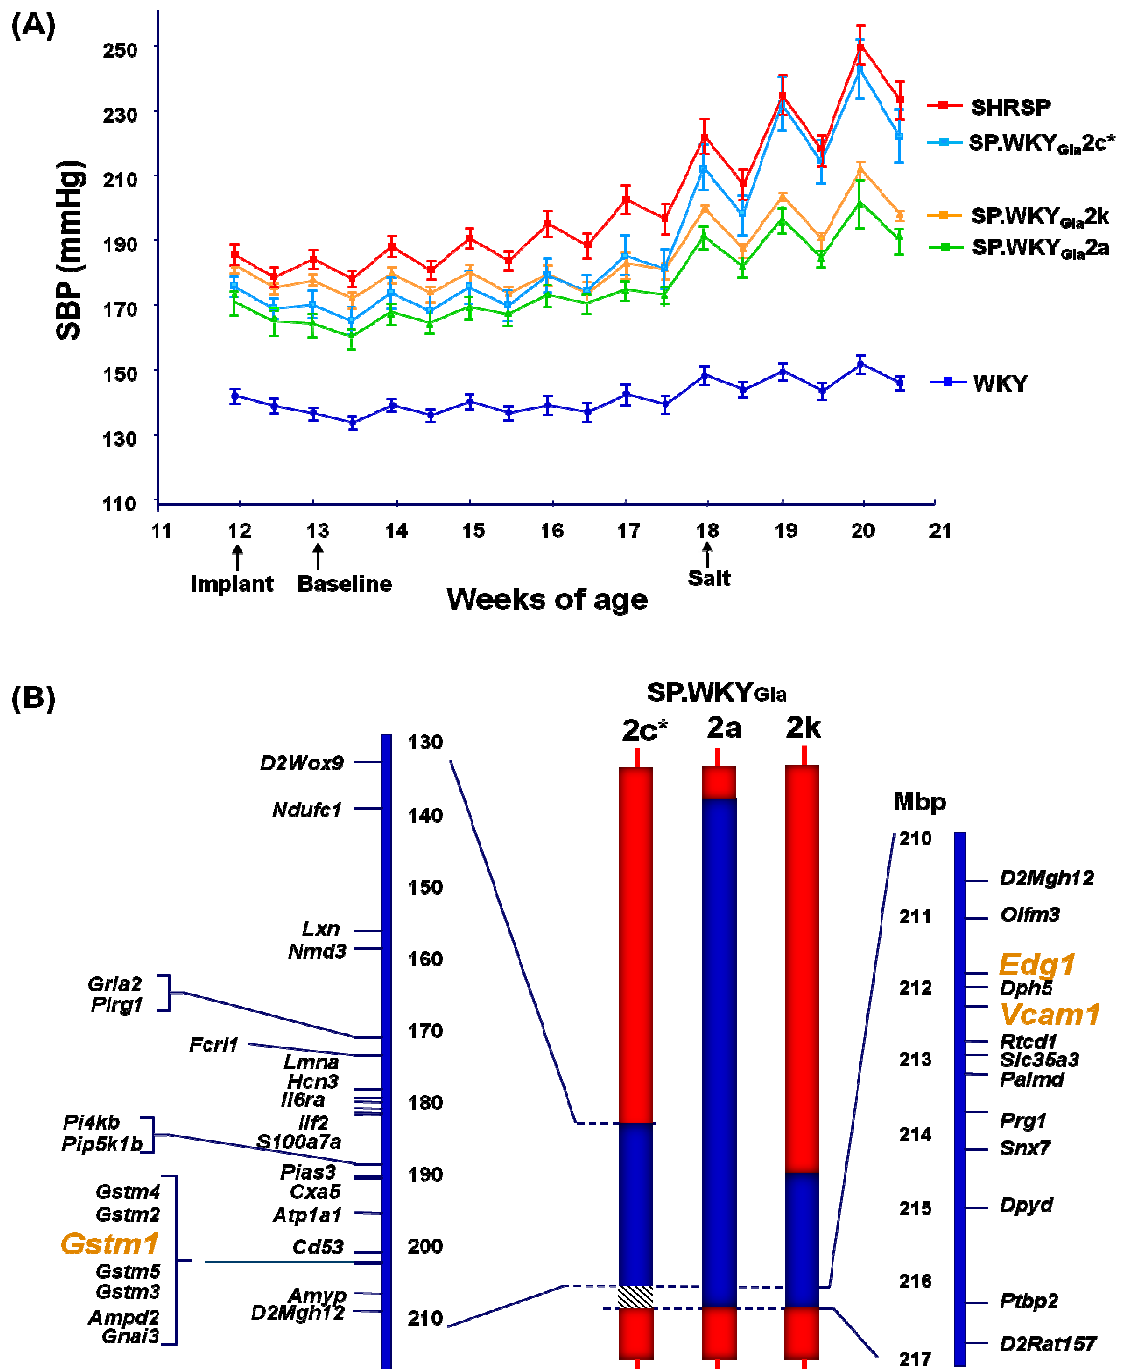 (A)
SBP (mmHg)
250
230
210
190
170
150
130
110
SHRSP
SP.WKYGla2c*
SP.WKYGla2k
SP.WKYGla2a
WKY
11 12 13 14 15 16 17 18 19 20 21
Implant Baseline Salt
Weeks of age
(B)
SP.WKYGla
2c* 2a 2k
D2Wox9
Ndufc1
Lxn
Nmd3
Gria2
Plrg1
Fcrl1
Lmna
Hcn3
Il6ra
Ilf2
S100a7a
Pi4kb
Pip5k1b
Pias3
Cxa5
Atp1a1
Cd53
Gstm4
Gstm2
Gstm1
Gstm5
Gstm3
Ampd2
Gnai3
Amyp
D2Mgh12
130
140
150
160
170
180
190
200
210
Mbp
210
211
212
213
214
215
216
217
D2Mgh12
Olfm3
Edg1
Dph5
Vcam1
Rtcd1
Slc35a3
Palmd
Prg1
Snx7
Dpyd
Ptbp2
D2Rat157